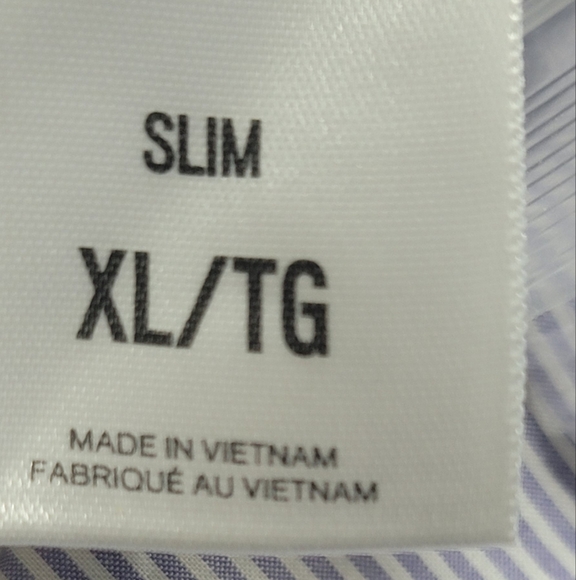 SLIM
XL/TG
MADE IN VIETNAM
FABRIQUÉ AU VIETNAM